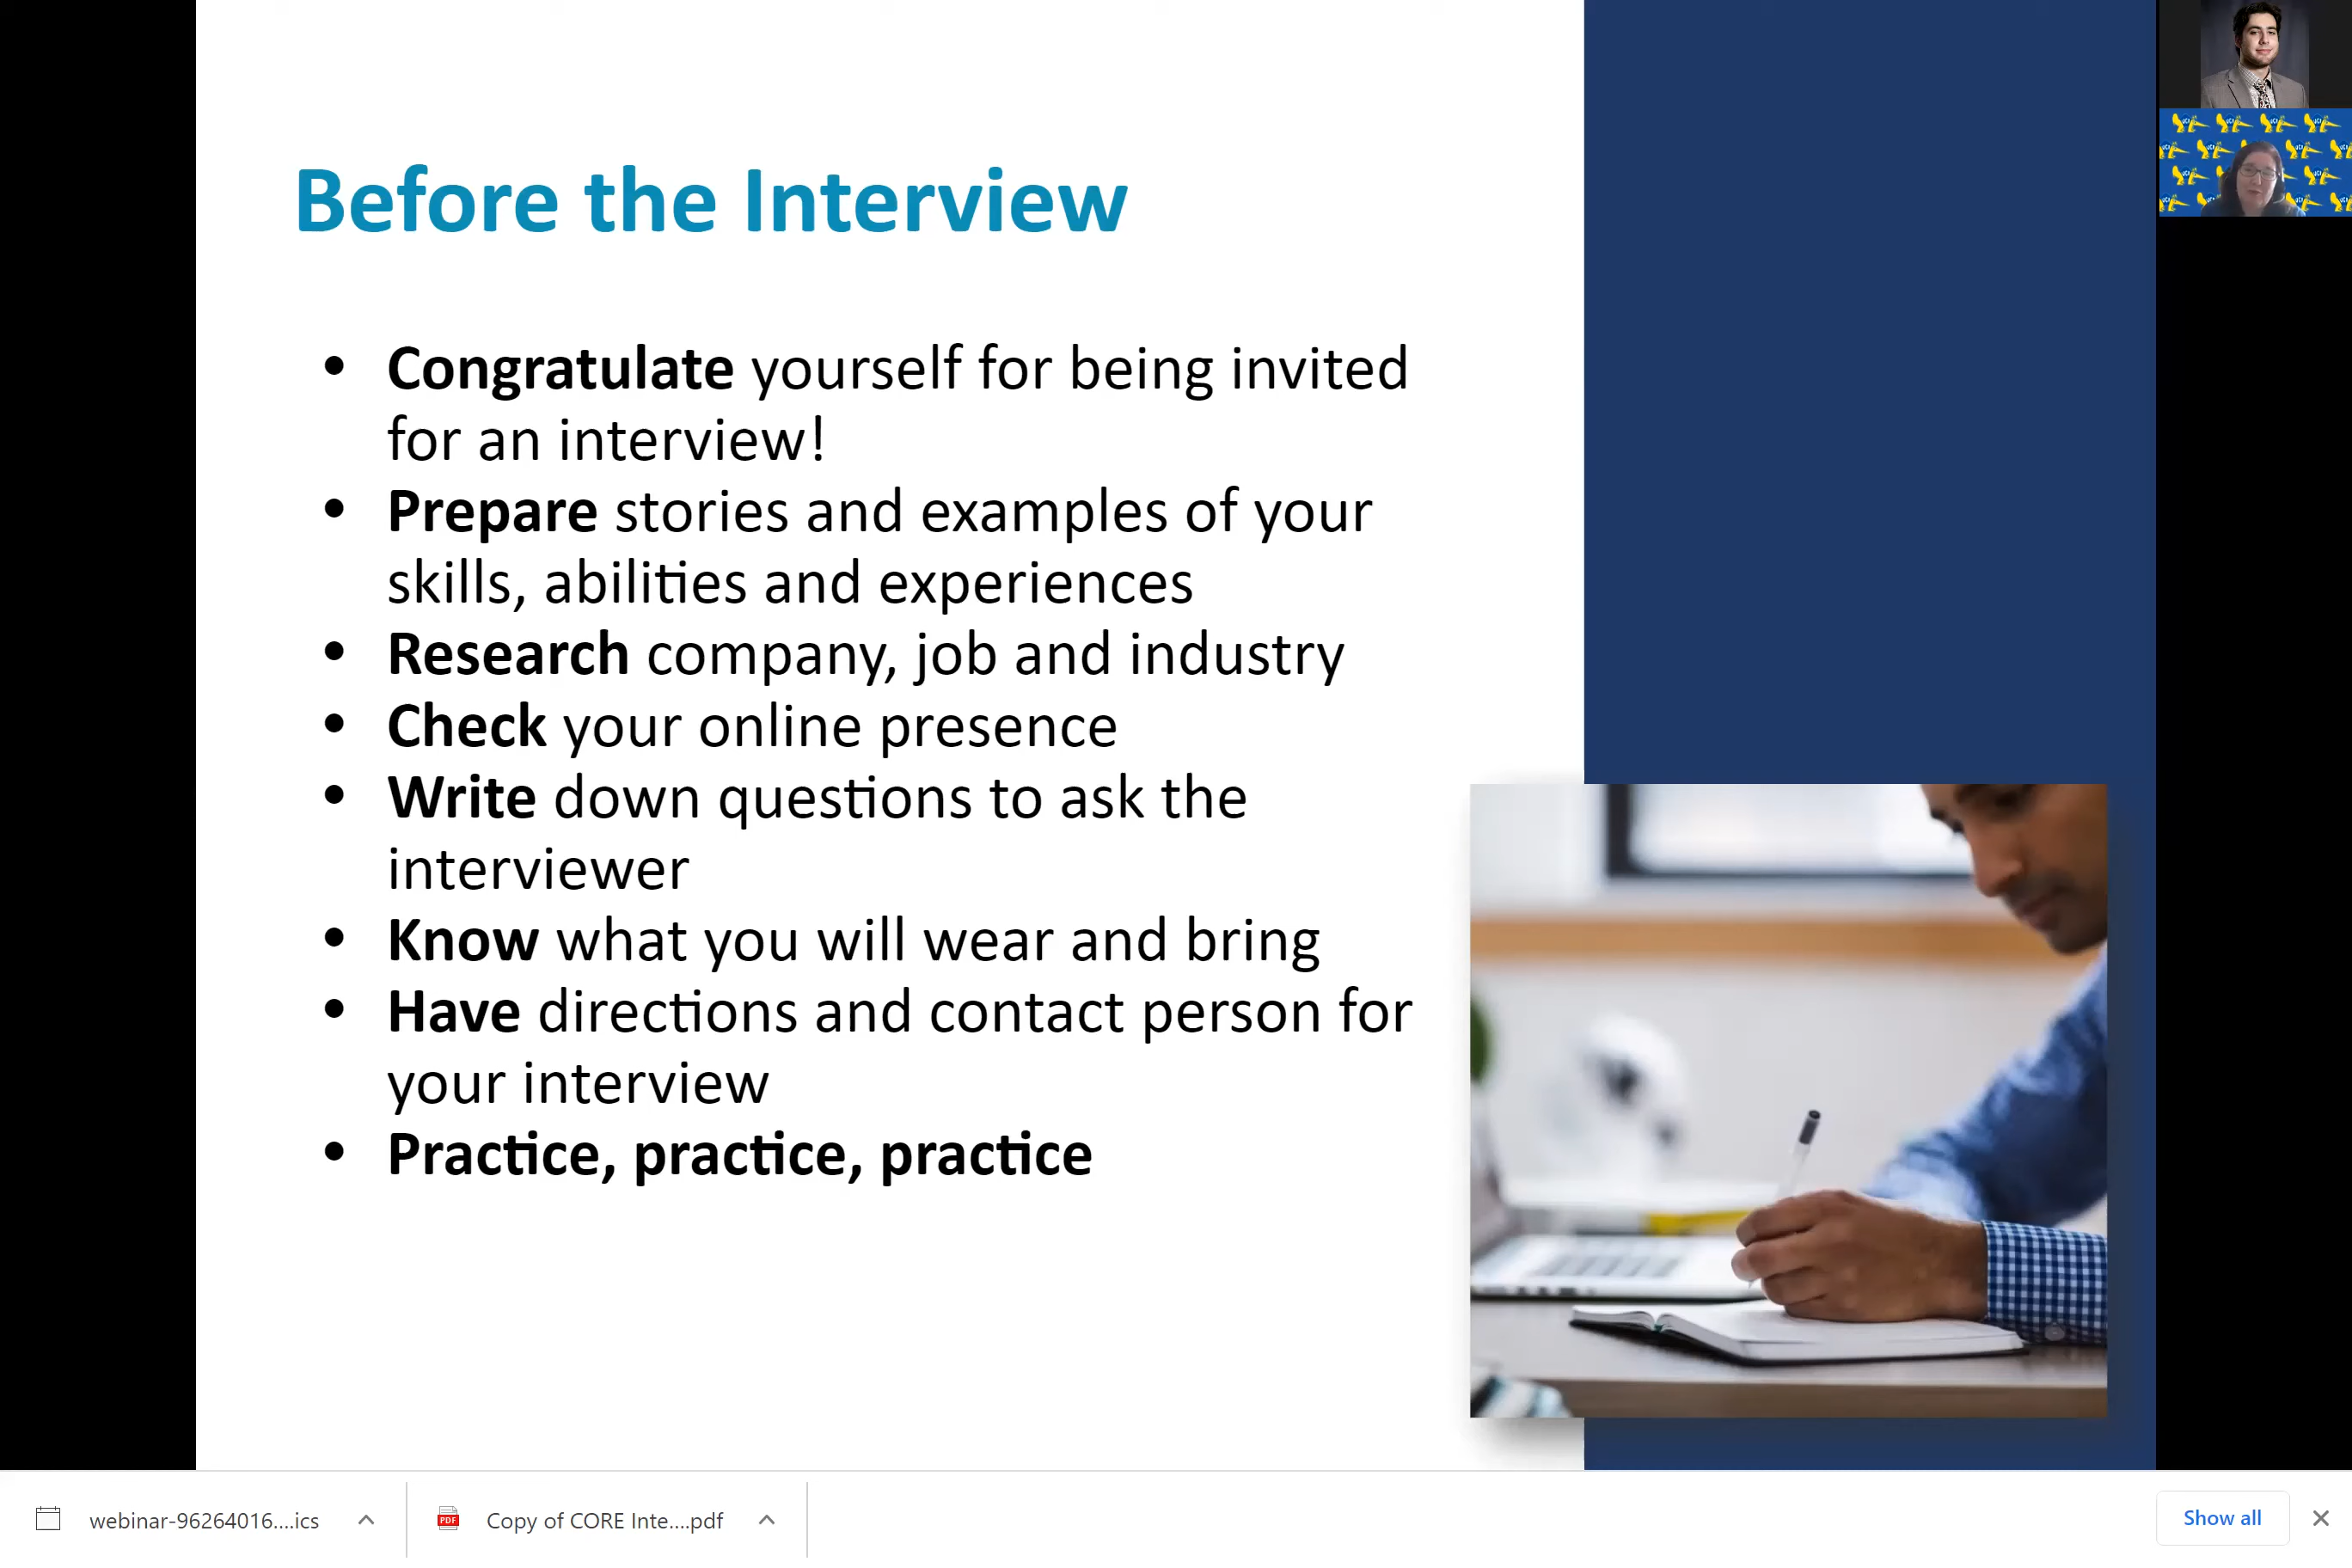 Before the Interview
• Congratulate yourself for being invited
for an interview!
• Prepare stories and examples of your
skills, abilities and experiences
• Research company, job and industry
• Check your online presence
• Write down questions to ask the
interviewer
• Know what you will wear and bring
• Have directions and contact person for
your interview
• Practice, practice, practice
webinar-96264016....ics
PDF
Copy of CORE Inte....pdf
Show all